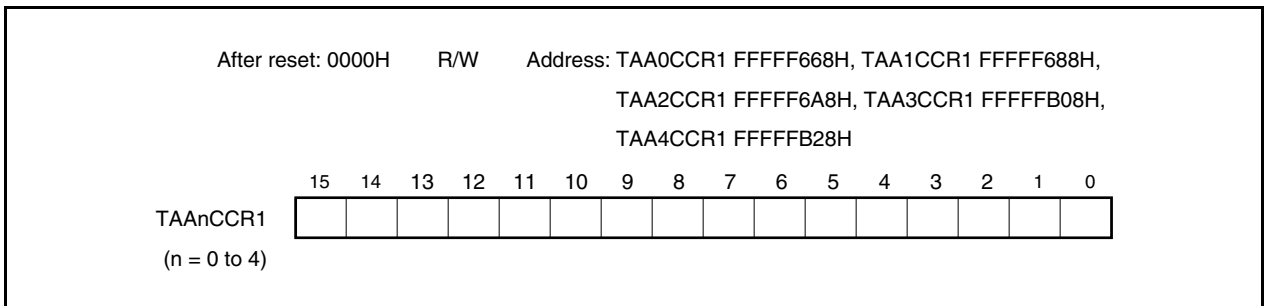 After reset: 0000H R/W Address: TAA0CCR1 FFFFF668H, TAA1CCR1 FFFFF688H,
TAA2CCR1 FFFFF6A8H, TAA3CCR1 FFFFFB08H,
TAA4CCR1 FFFFFB28H
15 14 13 12 11 10 9 8 7 6 5 4 3 2 1 0
TAAnCCR1
(n = 0 to 4)